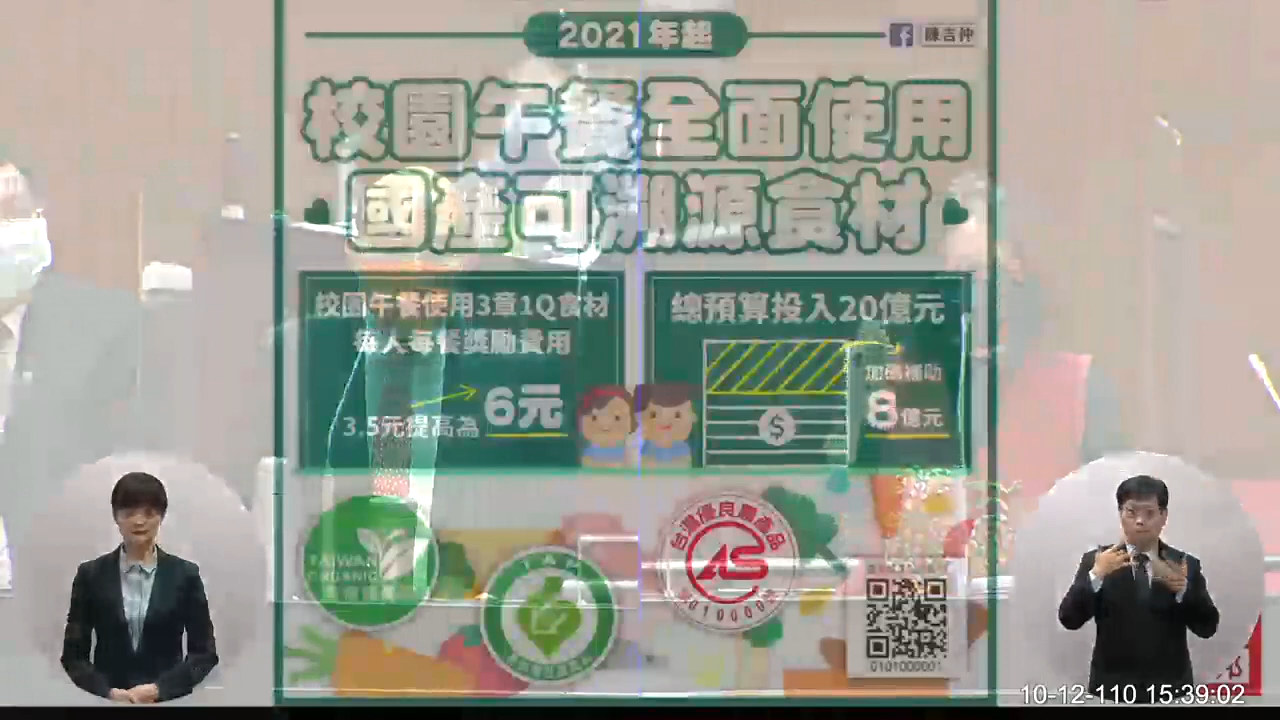 2021年起
陳吉仲
校園午餐全面使用
國產可溯源食材
校園午餐使用3章1Q食材
每人每餐獎勵費用
3.5元提高為
6元
總預算投入20億元
加碼補助
8億元
$
TAIWAN
ORGANIC
TAP
台灣優良農產品
0101000001
10-12-110 15:39:02